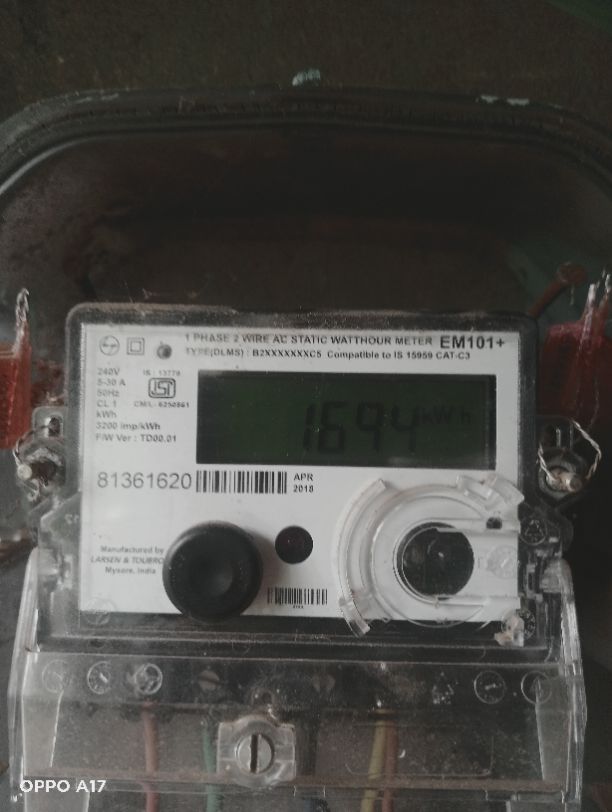 1 PHASE 2 WIRE AC STATIC WATTHOUR METER EM101+
TYPE(DLMS) : B2XXXXXXXC5 Compatible to IS 15959 CAT-C3
240V
5-30 A
50Hz
CL 1
kWh
3200 imp/kWh
F/W Ver : TD00.01
IS : 13779
ISI
CM/L- 6250861
1694 kWh
81361620
APR
2018
Manufactured by
LARSEN & TOUBRO
Mysore, India
OPPO A17